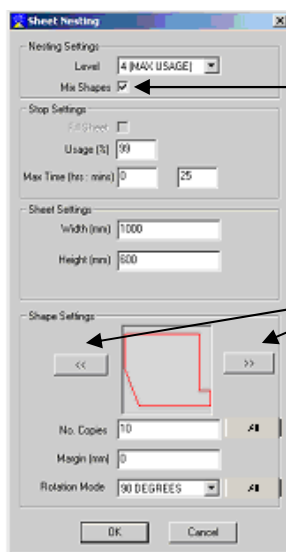 Sheet Nesting
Nesting Settings
Level 4 (MAX USAGE)
Mix Shapes
Stop Settings
Fill Sheet
Usage (%) 99
Max Time (hrs : mins) 0 25
Sheet Settings
Width (mm) 1000
Height (mm) 600
Shape Settings
<< >>
No. Copies 10 All
Margin (mm) 0
Rotation Mode 90 DEGREES All
OK Cancel